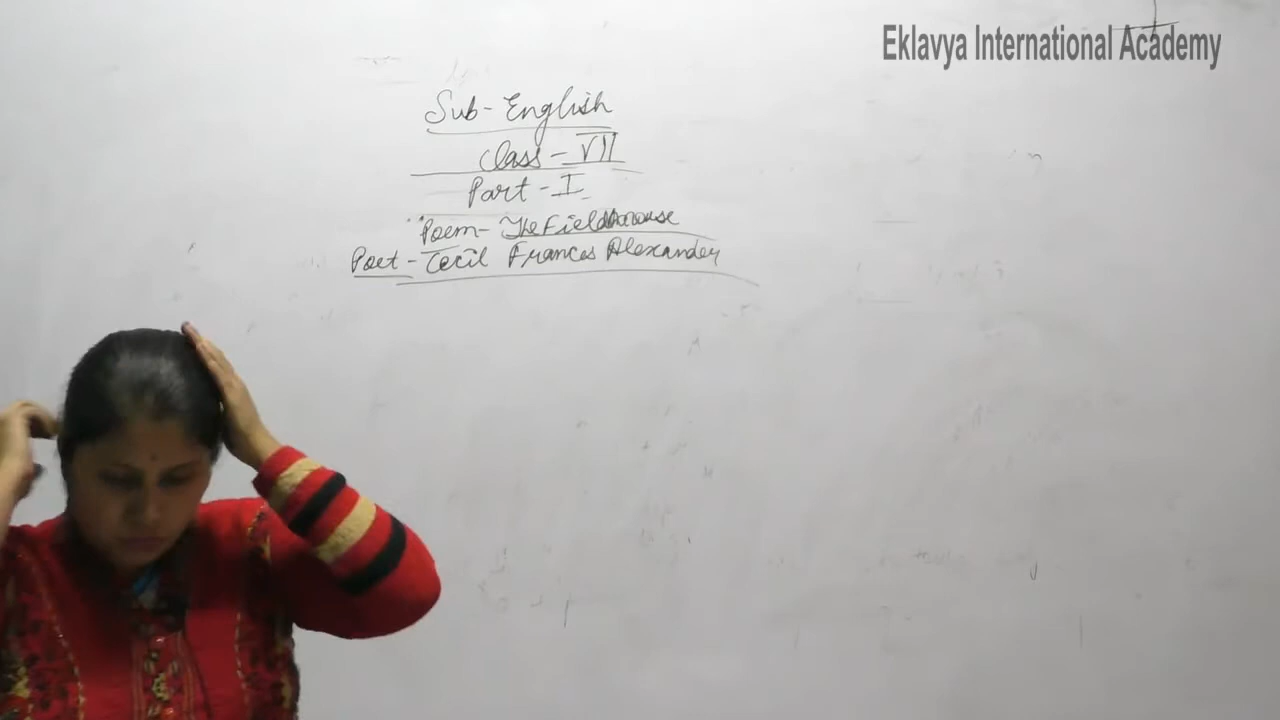 Eklavya International Academy
Sub- English
Class - VII
Part - I
Poem- The Fieldmouse
Poet - Cecil Frances Alexander